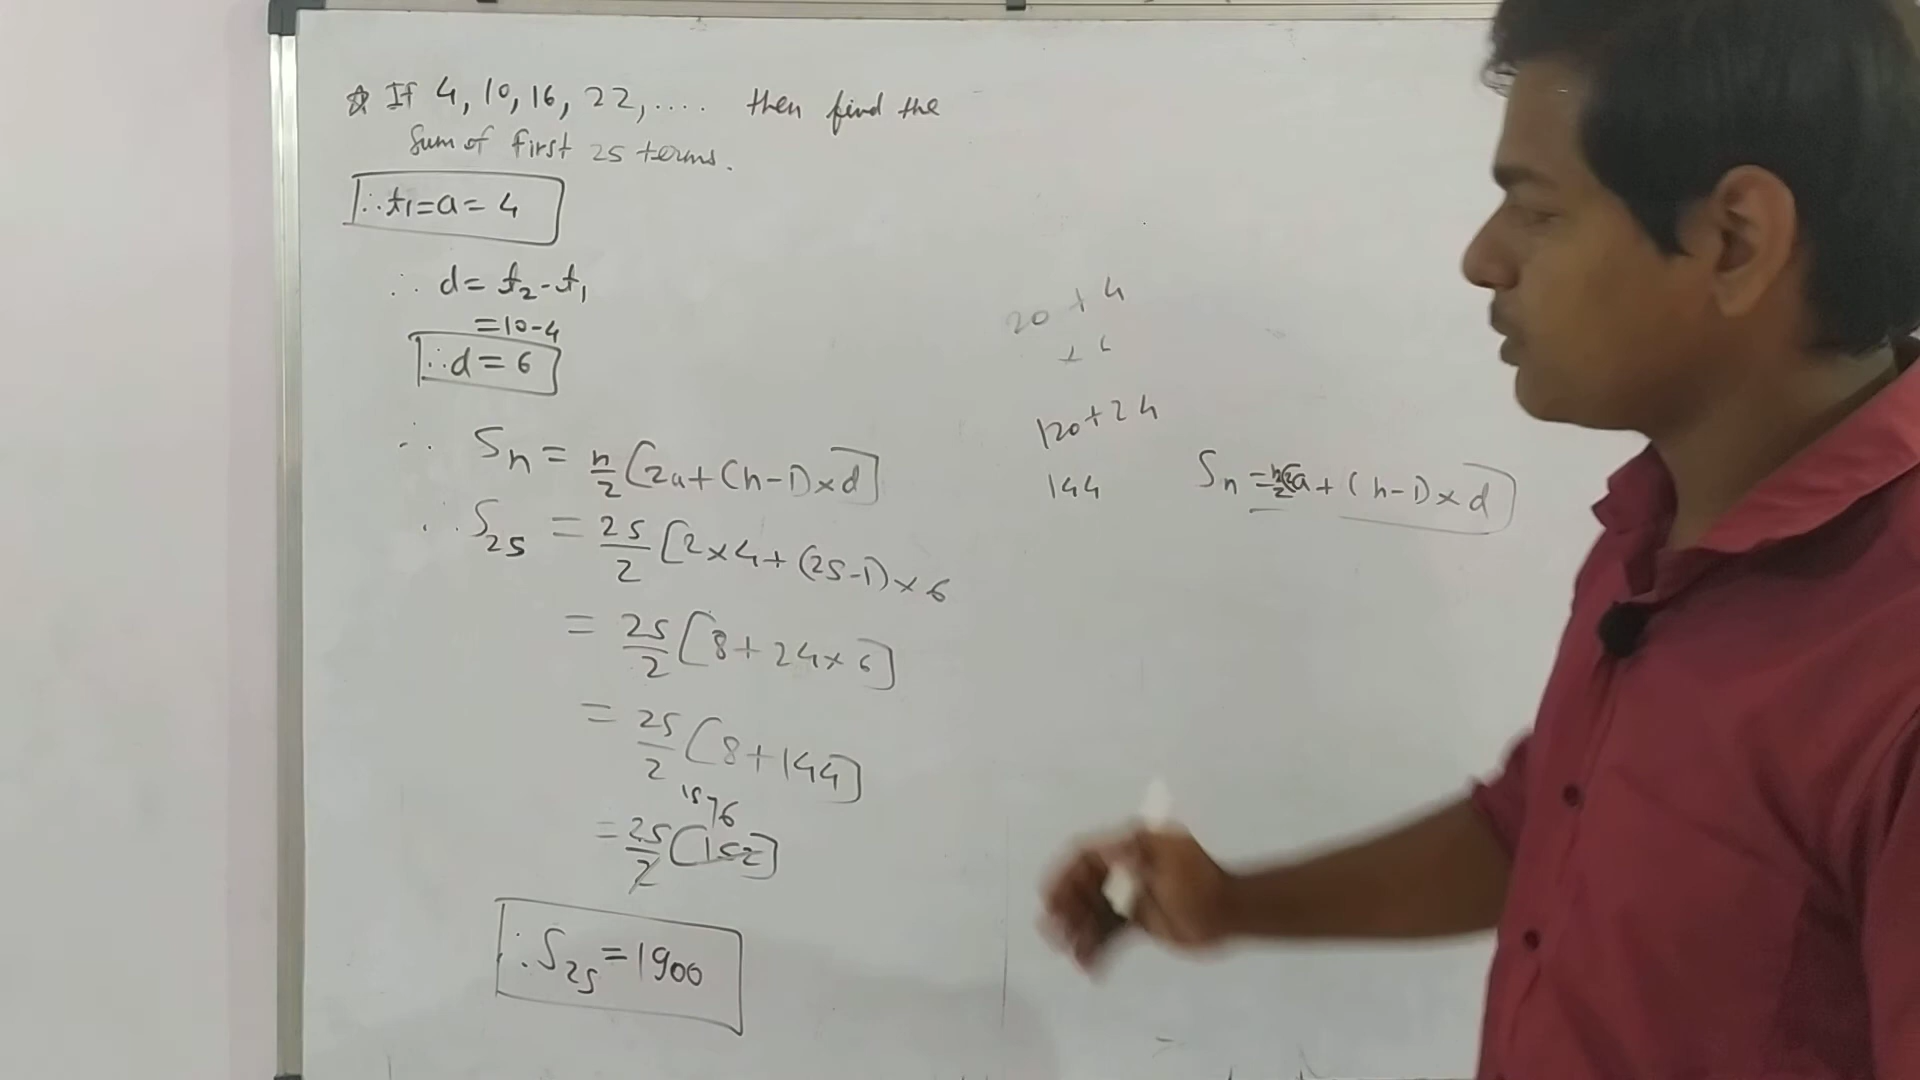 ☆ If 4, 10, 16, 22, .... then find the
Sum of first 25 terms.
∴ t1 = a = 4
∴ d = t2 - t1
= 10 - 4
∴ d = 6
∴ Sn = n/2 [2a + (n-1) × d]
∴ S25 = 25/2 [2×4 + (25-1) × 6
= 25/2 [8 + 24 × 6]
= 25/2 [8 + 144]
76
= 25/2 [152]
∴ S25 = 1900
20 + 4
× 6
120 + 24
144
Sn = n/2 [2a + (n-1) × d]